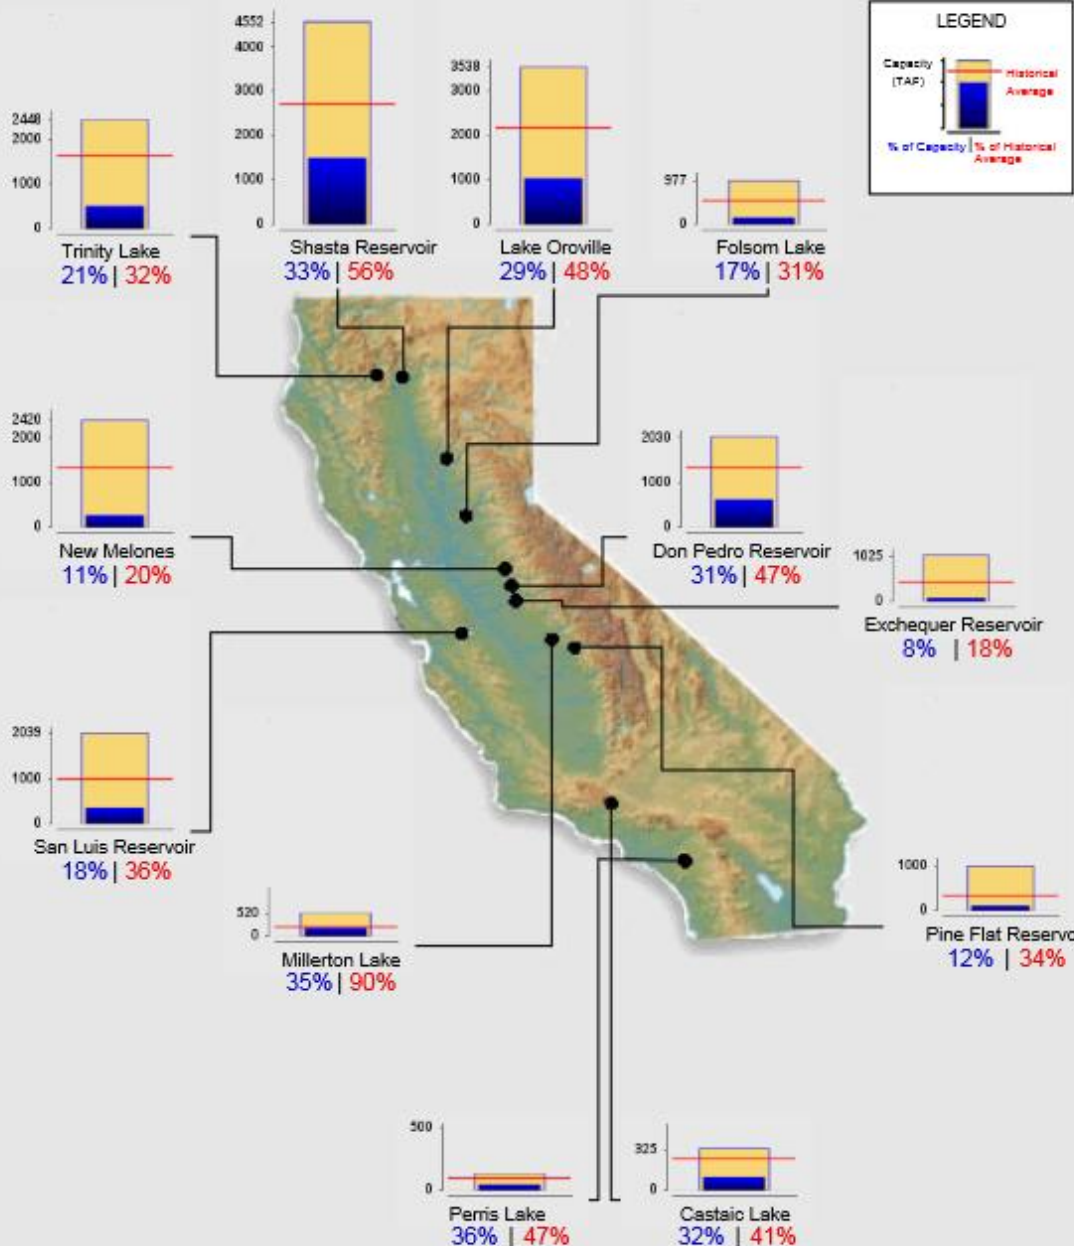 LEGEND
Capacity
(TAF)
Historical
Average
% of Capacity | % of Historical
Average
2448
2000
1000
0
Trinity Lake
21% | 32%
4552
4000
3000
2000
1000
0
Shasta Reservoir
33% | 56%
3538
3000
2000
1000
0
Lake Oroville
29% | 48%
977
0
Folsom Lake
17% | 31%
2420
2000
1000
0
New Melones
11% | 20%
2030
1000
0
Don Pedro Reservoir
31% | 47%
1025
0
Exchequer Reservoir
8% | 18%
2039
1000
0
San Luis Reservoir
18% | 36%
520
0
Millerton Lake
35% | 90%
1000
0
Pine Flat Reservo
12% | 34%
500
0
Perris Lake
36% | 47%
325
0
Castaic Lake
32% | 41%